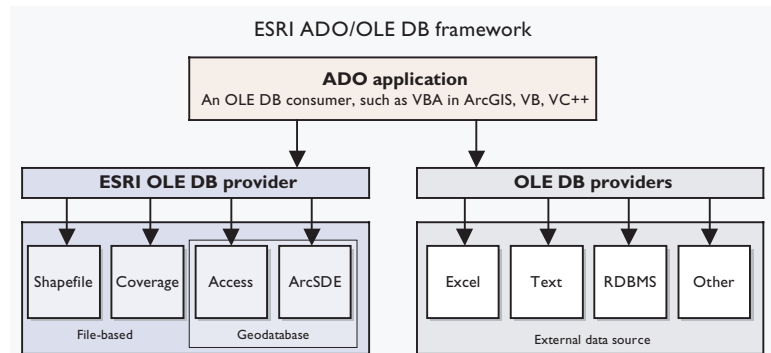 ESRI ADO/OLE DB framework
ADO application
An OLE DB consumer, such as VBA in ArcGIS, VB, VC++
ESRI OLE DB provider
OLE DB providers
Shapefile
Coverage
Access
ArcSDE
Excel
Text
RDBMS
Other
File-based
Geodatabase
External data source